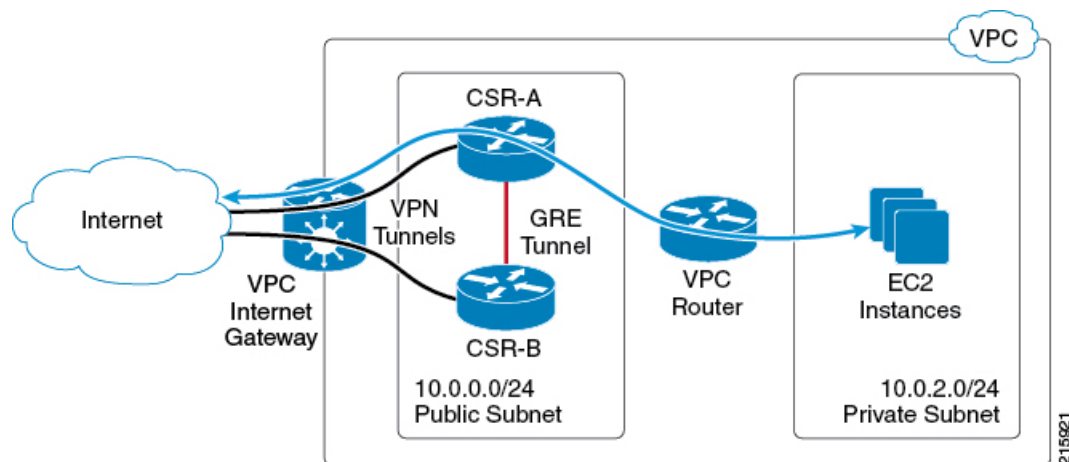 VPC
CSR-A
Internet
VPN
Tunnels
GRE
Tunnel
VPC
Internet
Gateway
CSR-B
VPC
Router
EC2
Instances
10.0.0.0/24
Public Subnet
10.0.2.0/24
Private Subnet
215921